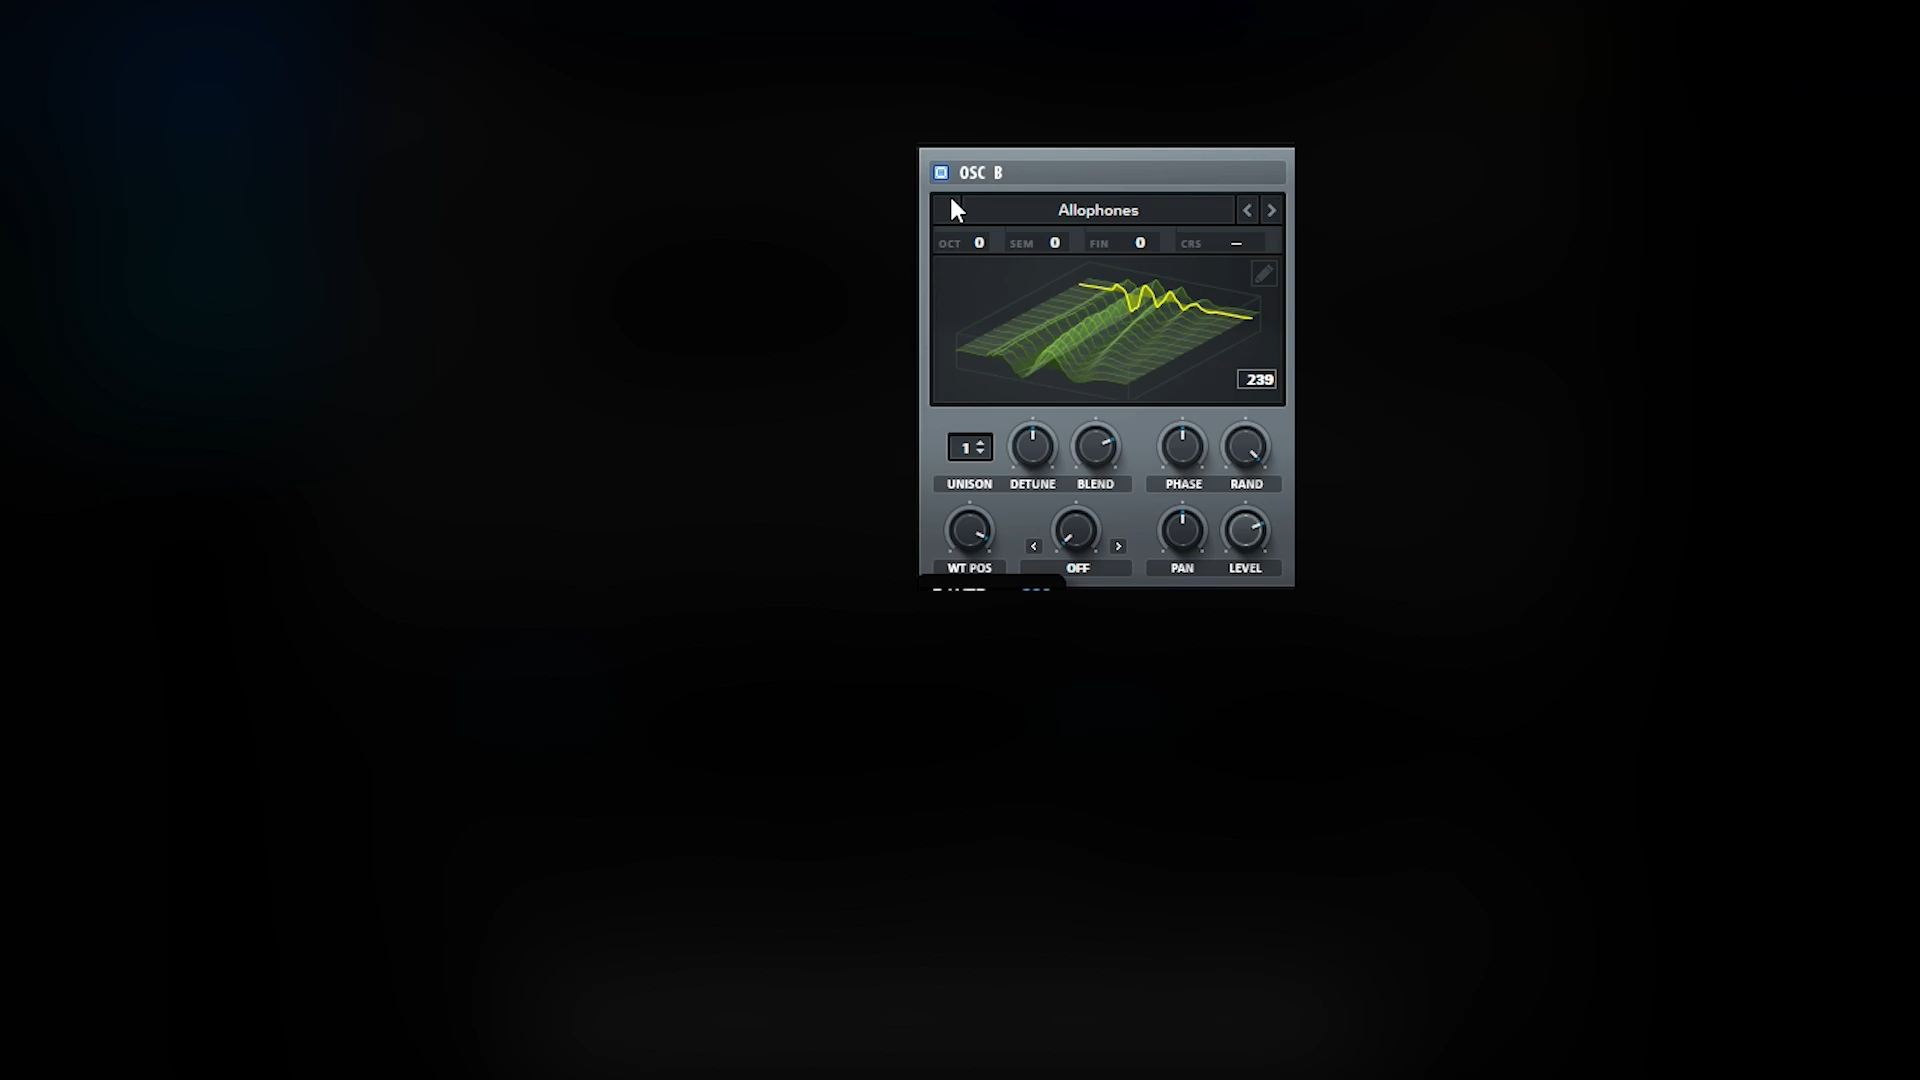 OSC B
Allophones
OCT 0 SEM 0 FIN 0 CRS –
239
1
UNISON DETUNE BLEND PHASE RAND
WT POS OFF PAN LEVEL